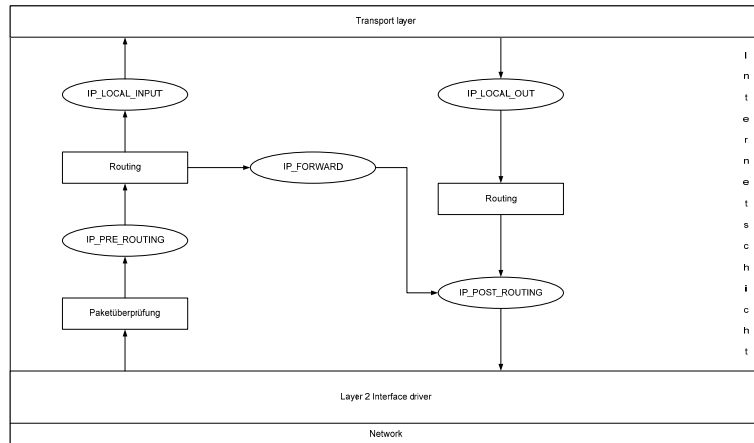 Transport layer
IP_LOCAL_INPUT
IP_LOCAL_OUT
Routing
IP_FORWARD
Routing
IP_PRE_ROUTING
IP_POST_ROUTING
Paketüberprüfung
Layer 2 Interface driver
Network
Internetschicht